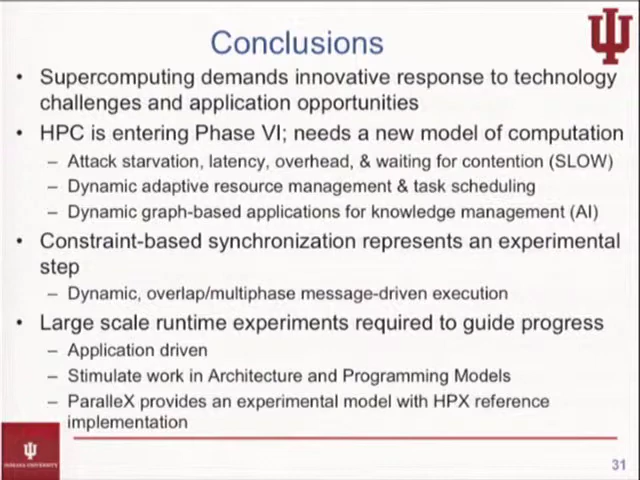 Conclusions
• Supercomputing demands innovative response to technology
challenges and application opportunities
• HPC is entering Phase VI; needs a new model of computation
– Attack starvation, latency, overhead, & waiting for contention (SLOW)
– Dynamic adaptive resource management & task scheduling
– Dynamic graph-based applications for knowledge management (AI)
• Constraint-based synchronization represents an experimental
step
– Dynamic, overlap/multiphase message-driven execution
• Large scale runtime experiments required to guide progress
– Application driven
– Stimulate work in Architecture and Programming Models
– ParalleX provides an experimental model with HPX reference
implementation
INDIANA UNIVERSITY
31